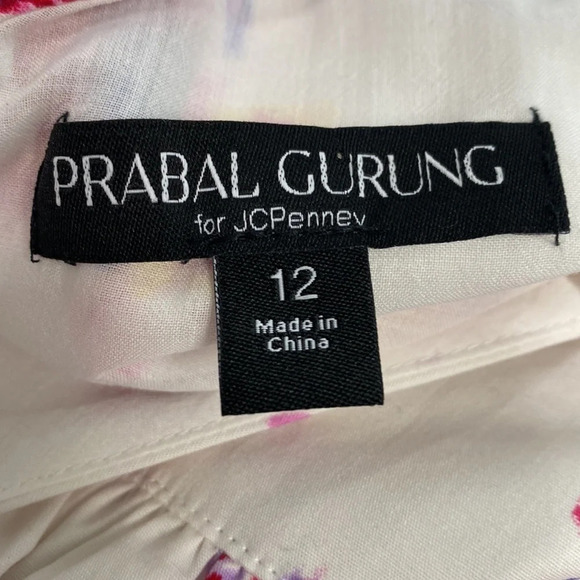 PRABAL GURUNG
for JCPenney
12
Made in
China